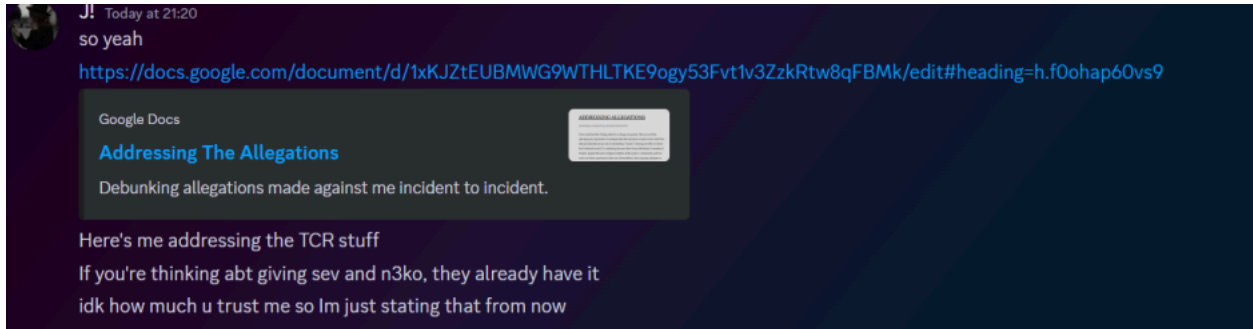 J! Today at 21:20
so yeah
https://docs.google.com/document/d/1xKJZtEUBMWG9WTHLTKE9ogy53Fvt1v3ZzkRtw8qFBMk/edit#heading=h.f0ohap60vs9
Google Docs
Addressing The Allegations
Debunking allegations made against me incident to incident.
ADDRESSING ALLEGATIONS
Here's me addressing the TCR stuff
If you're thinking abt giving sev and n3ko, they already have it
idk how much u trust me so Im just stating that from now